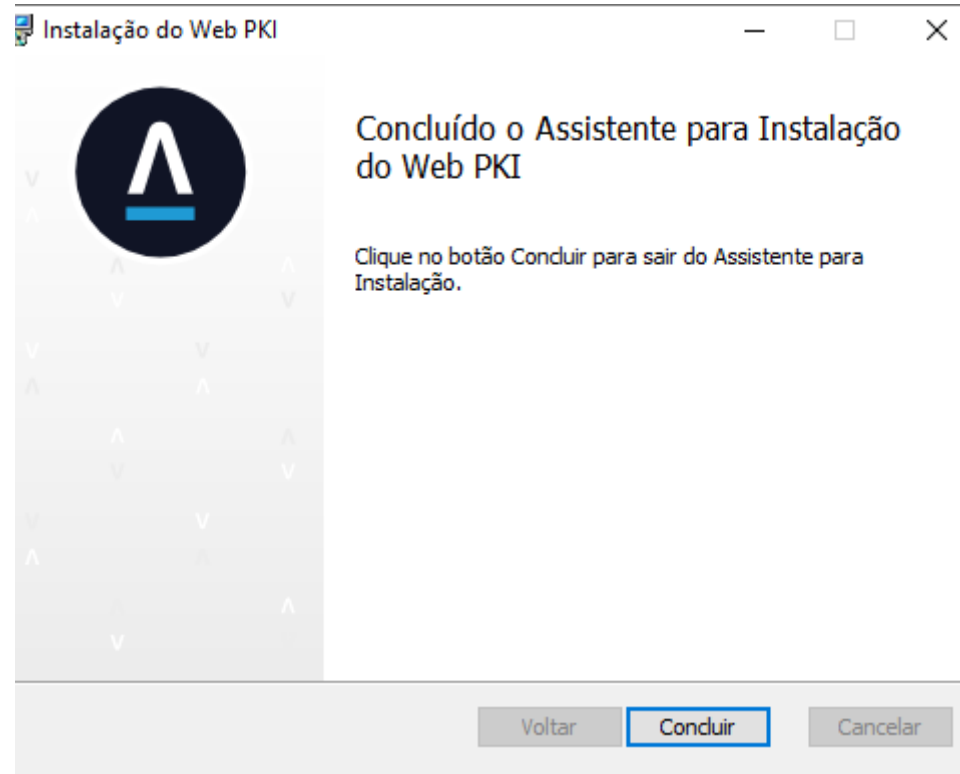 Instalação do Web PKI
Concluído o Assistente para Instalação
do Web PKI
Clique no botão Concluir para sair do Assistente para
Instalação.
Voltar
Concluir
Cancelar